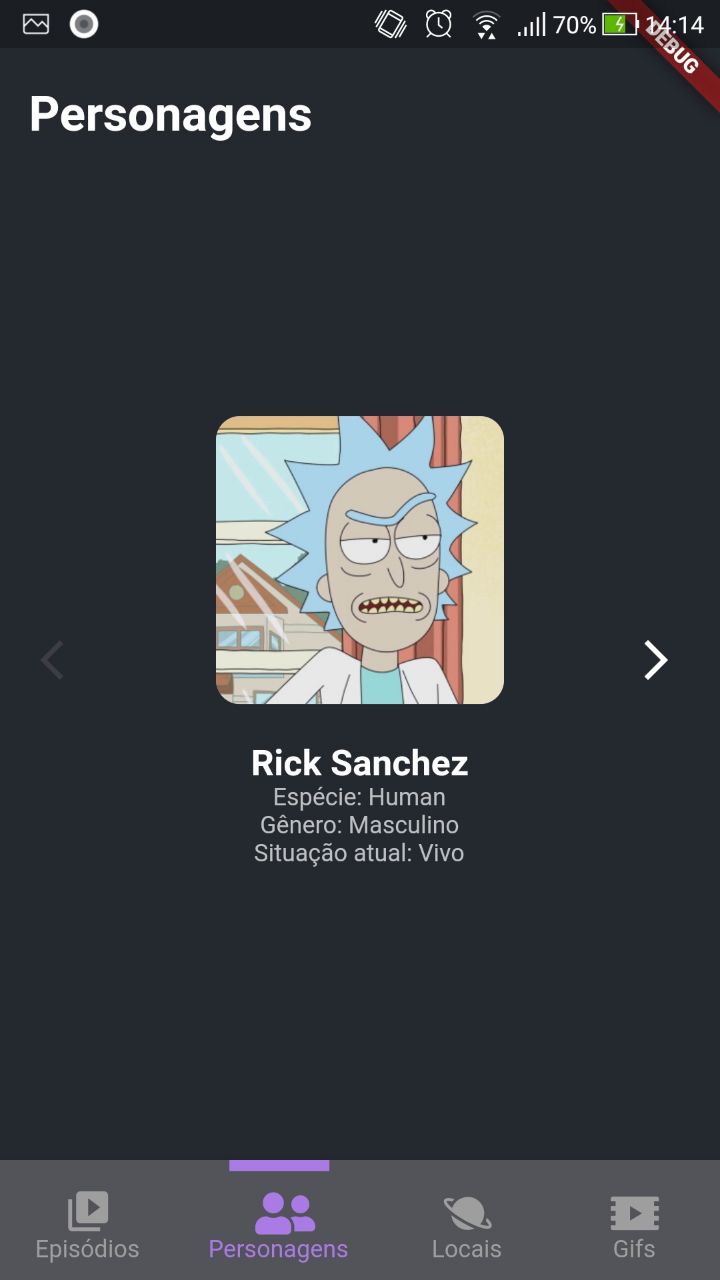 70% 14:14
DEBUG
Personagens
Rick Sanchez
Espécie: Human
Gênero: Masculino
Situação atual: Vivo
Episódios Personagens Locais Gifs